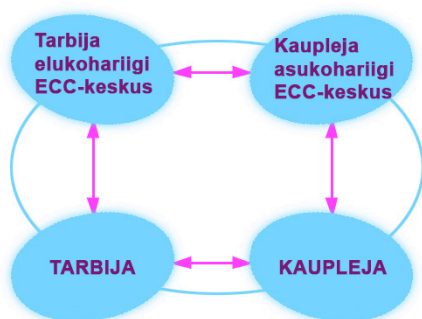 Tarbija
elukohariigi
ECC-keskus
Kaupleja
asukohariigi
ECC-keskus
TARBIJA
KAUPLEJA